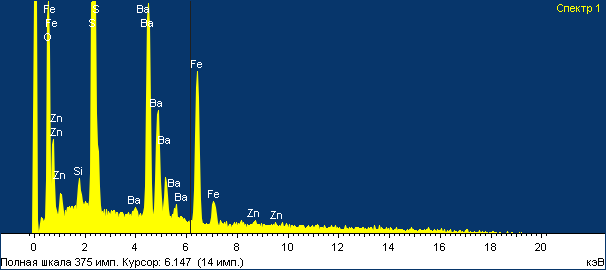 Fe S Ba Спектр 1
Fe S Ba
O
Fe
Ba
Zn
Zn
Ba
Zn Si Ba
Ba Ba Fe
Zn Zn
0 2 4 6 8 10 12 14 16 18 20
Полная шкала 375 имп. Курсор: 6.147 (14 имп.) кэВ